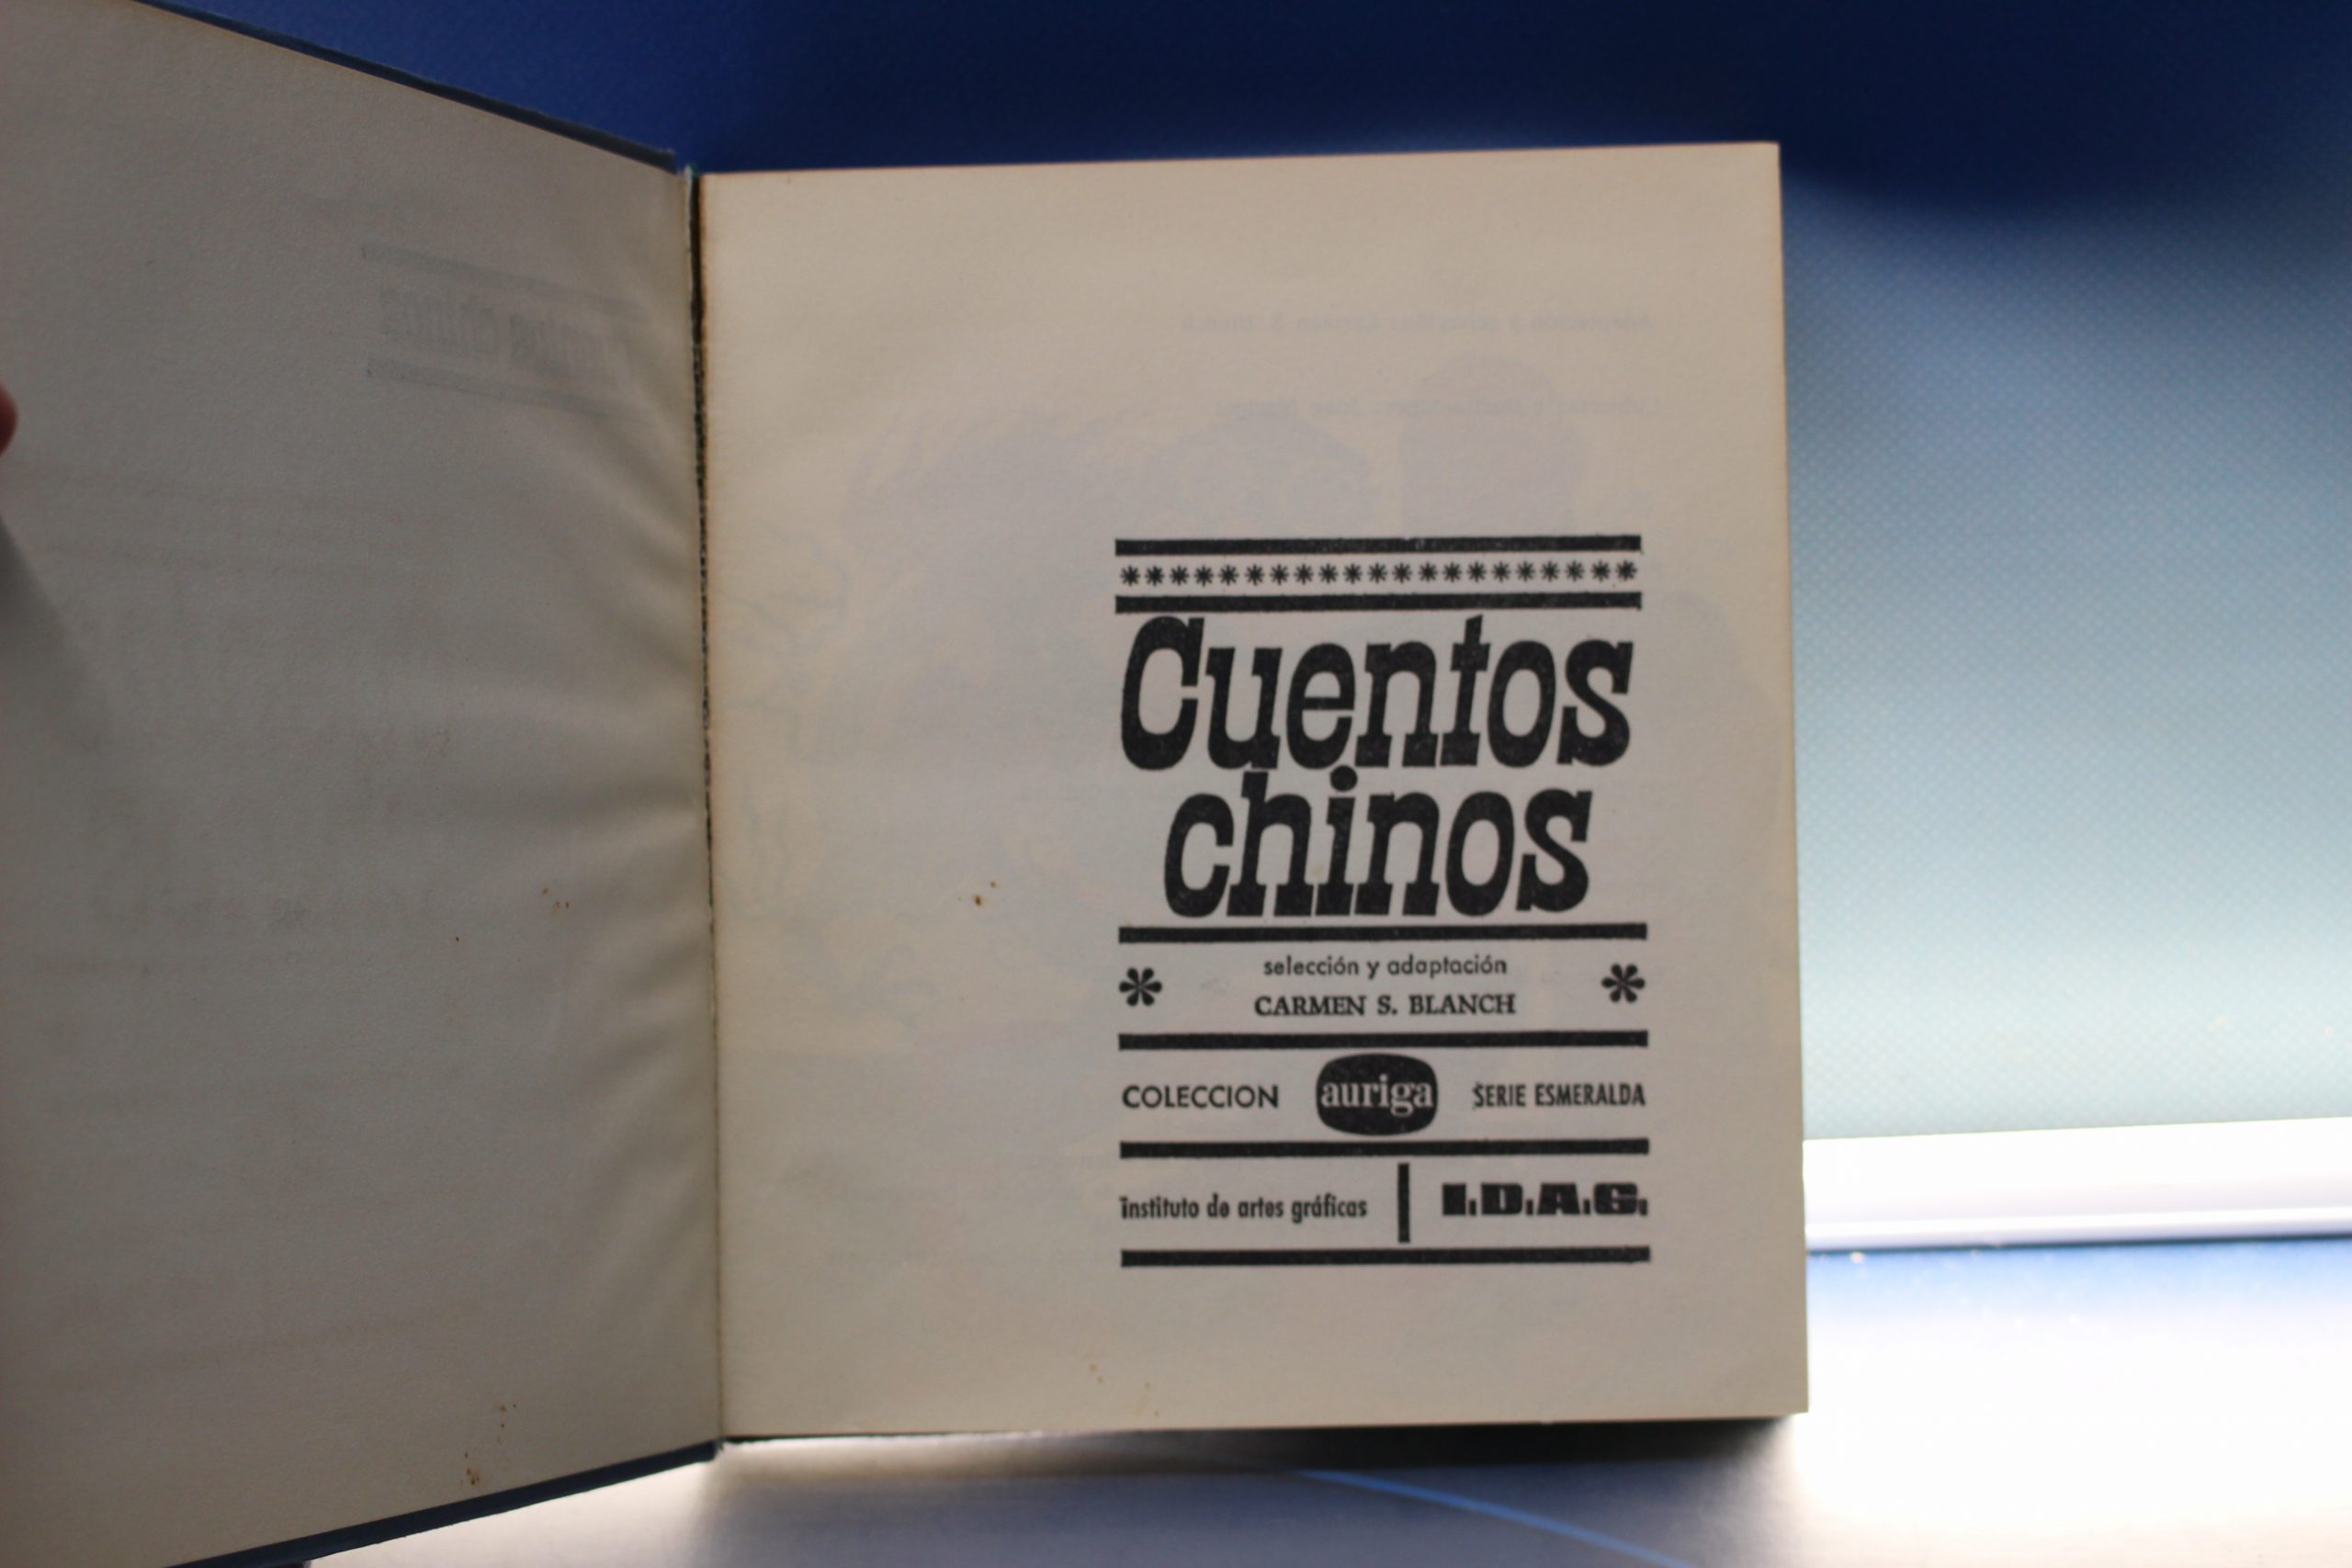 Cuentos
chinos
selección y adaptación
CARMEN S. BLANCH
COLECCION auriga SERIE ESMERALDA
instituto de artes gráficas I.D.A.G.